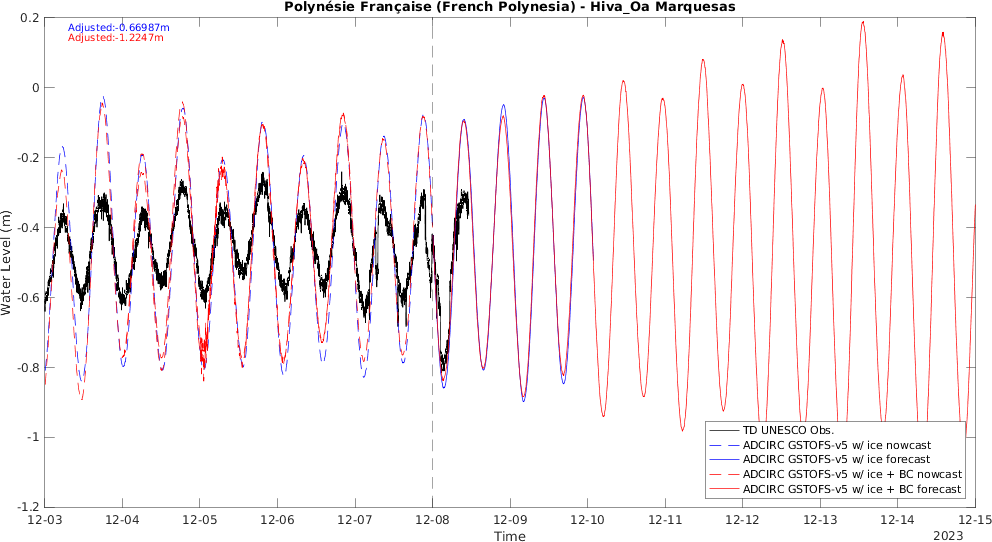 Polynésie Française (French Polynesia) - Hiva_Oa Marquesas
Adjusted:-0.66987m
Adjusted:-1.2247m
0.2
0
-0.2
-0.4
-0.6
-0.8
-1
-1.2
Water Level (m)
TD UNESCO Obs.
ADCIRC GSTOFS-v5 w/ ice nowcast
ADCIRC GSTOFS-v5 w/ ice forecast
ADCIRC GSTOFS-v5 w/ ice + BC nowcast
ADCIRC GSTOFS-v5 w/ ice + BC forecast
12-03 12-04 12-05 12-06 12-07 12-08 12-09 12-10 12-11 12-12 12-13 12-14 12-15
Time
2023